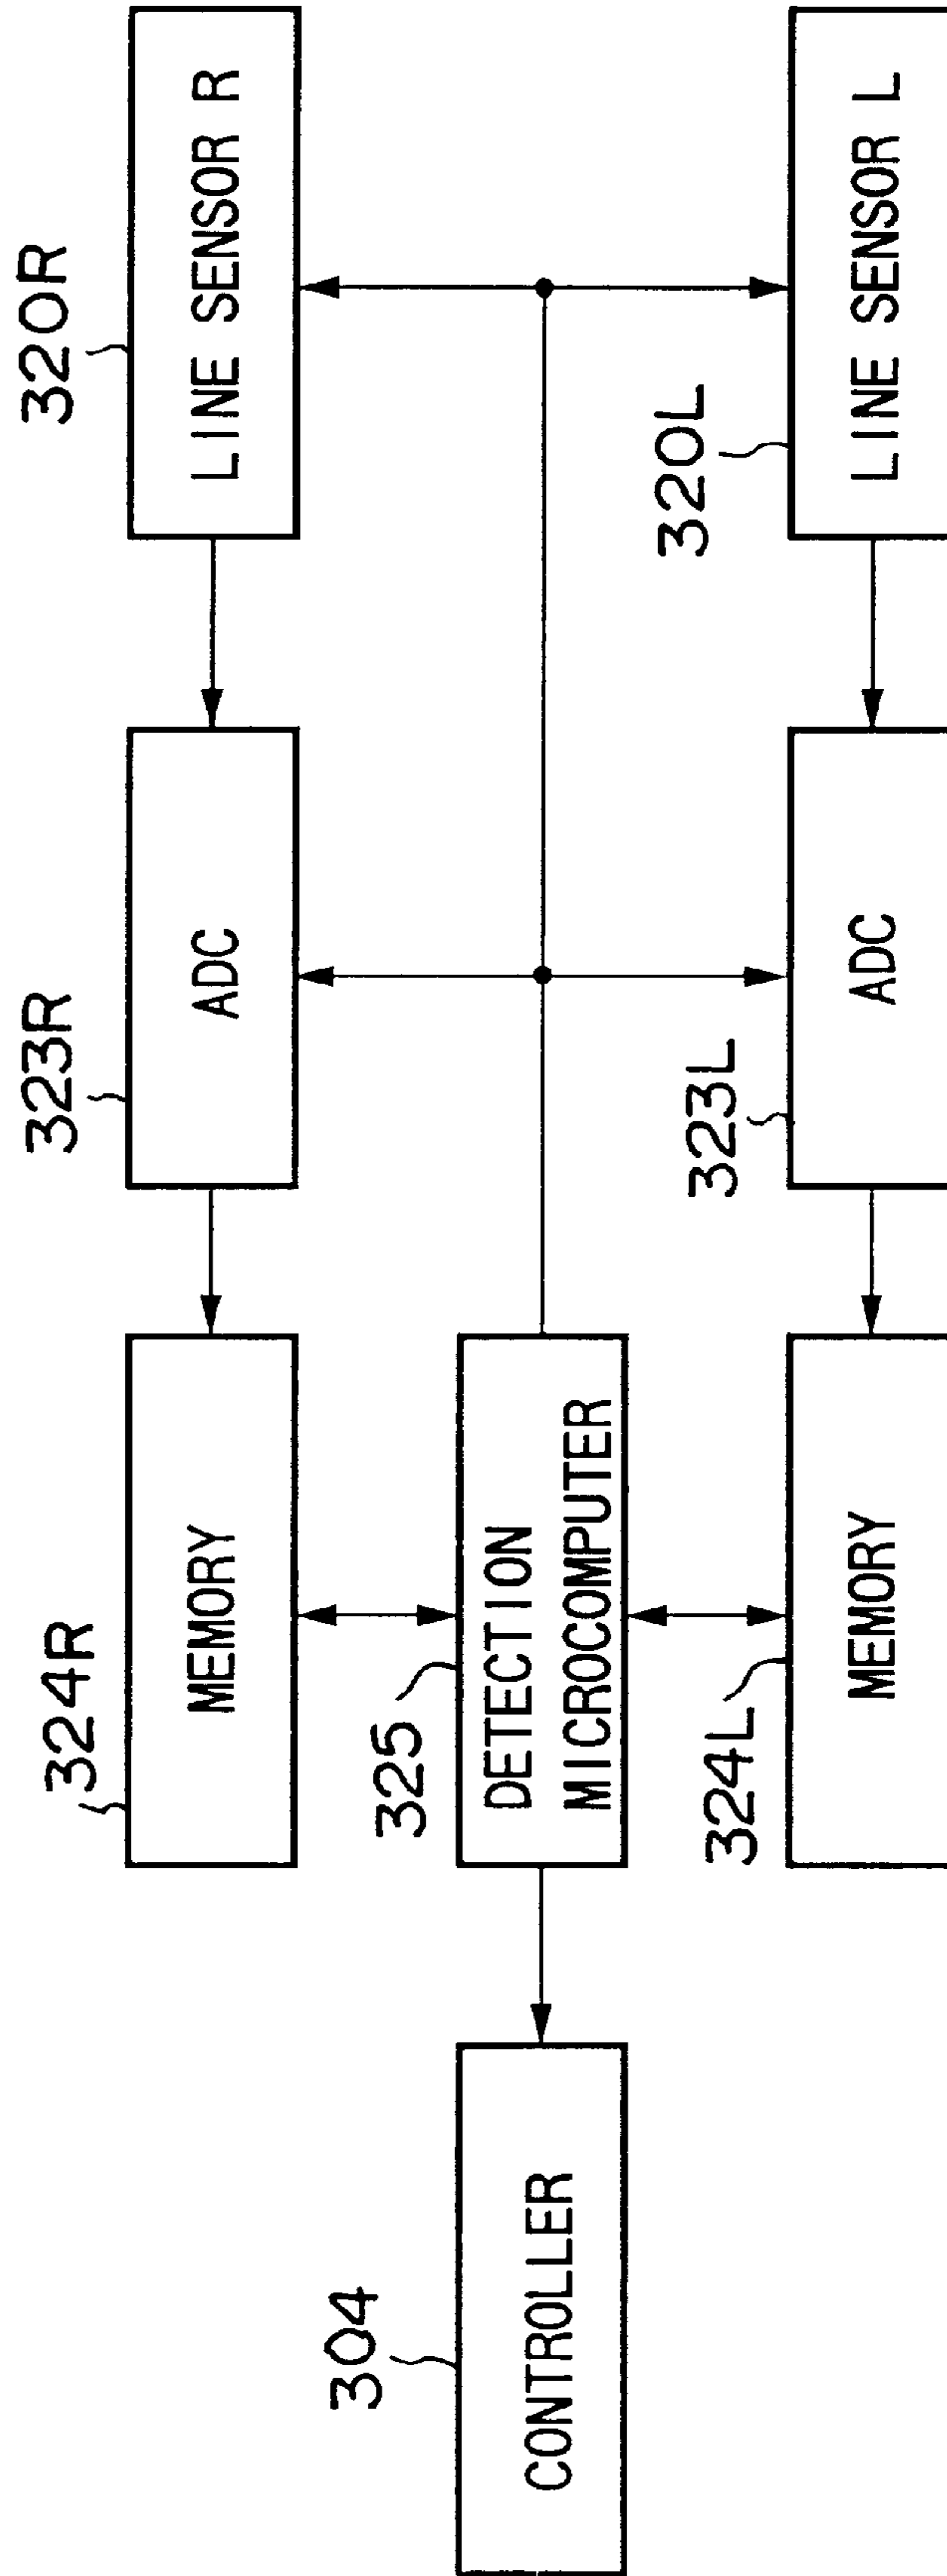 324R
MEMORY
323R
ADC
320R
LINE SENSOR R
304
CONTROLLER
325
DETECTION
MICROCOMPUTER
324L
MEMORY
323L
ADC
320L
LINE SENSOR L